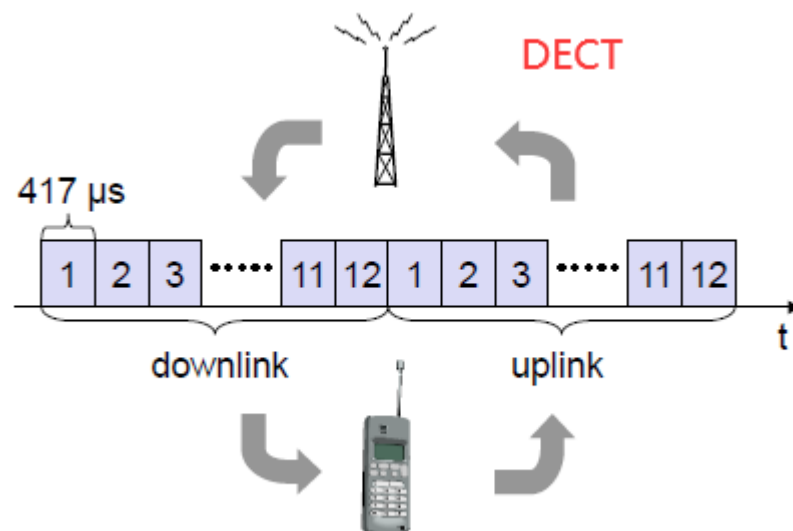 DECT
417 µs
1 2 3 •••••• 11 12 1 2 3 •••••• 11 12
t
downlink uplink